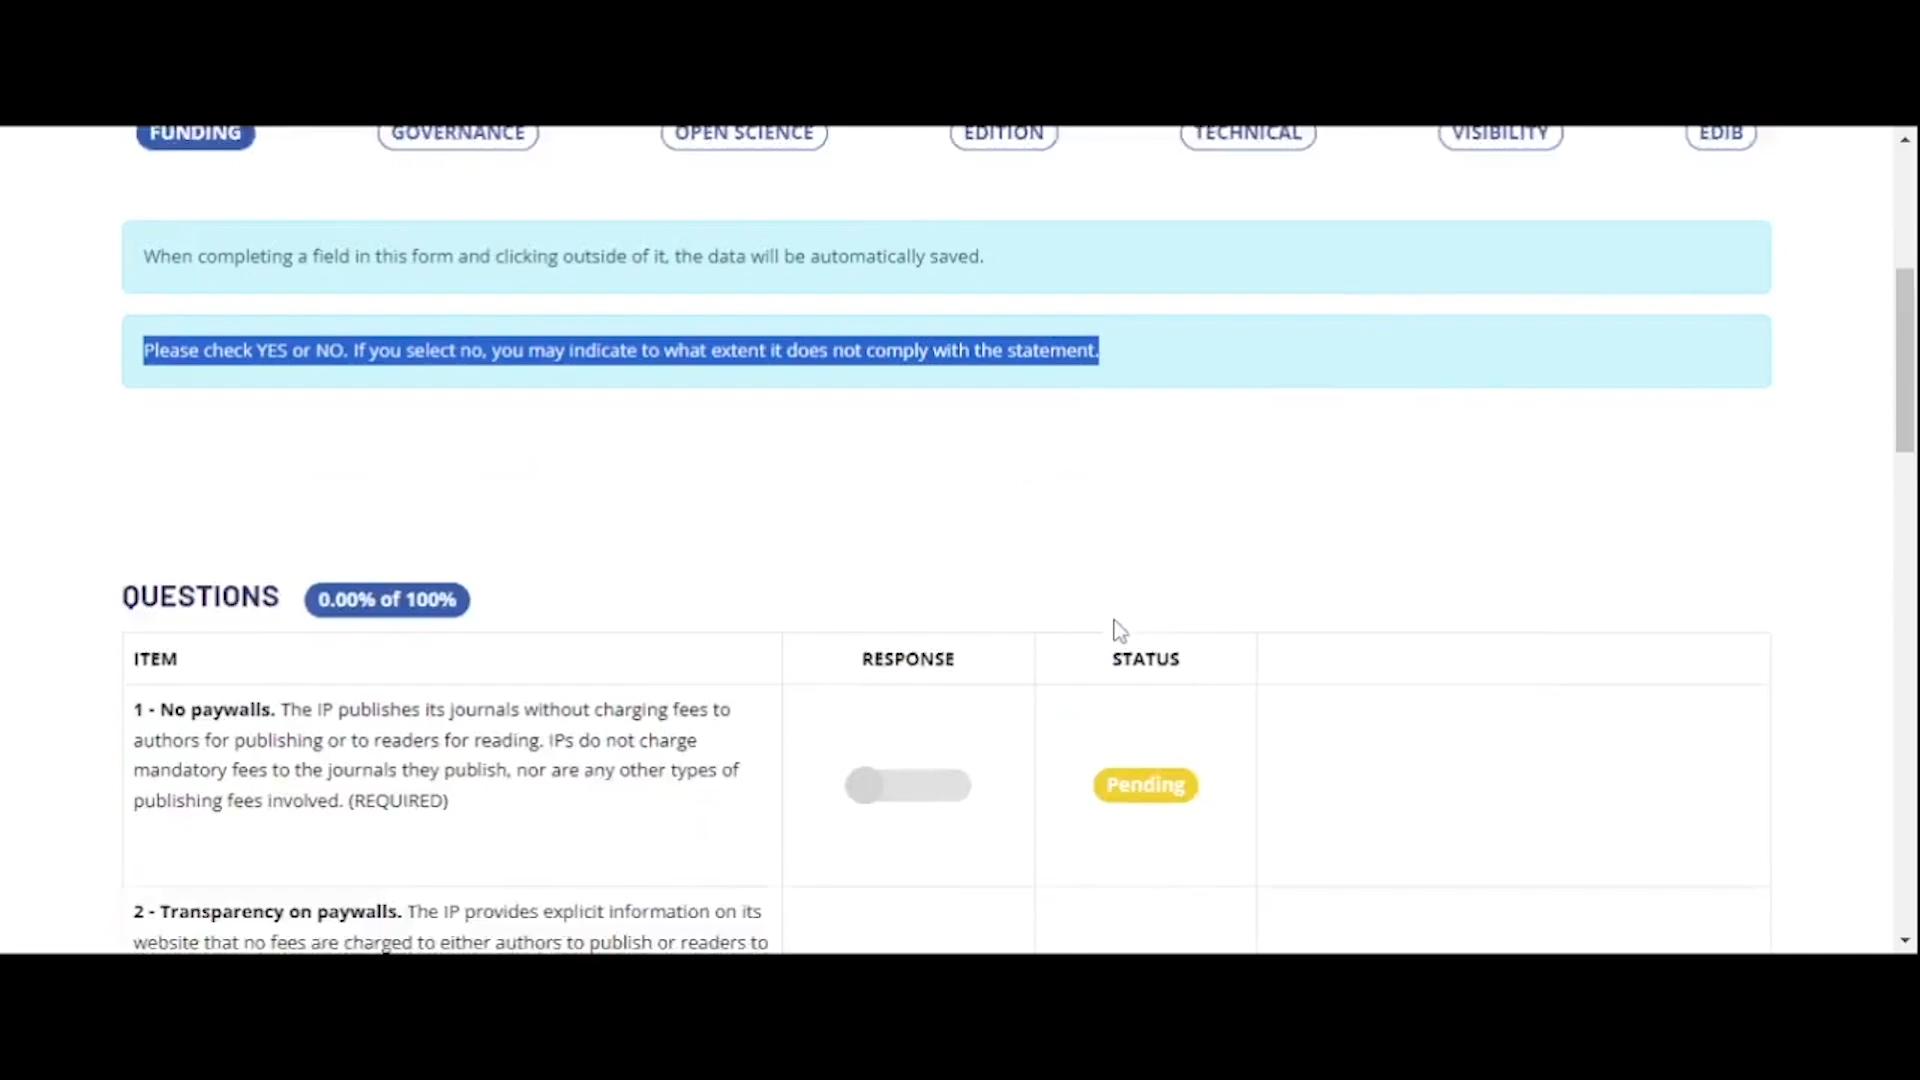 FUNDING GOVERNANCE OPEN SCIENCE EDITION TECHNICAL VISIBILITY EDIB
When completing a field in this form and clicking outside of it, the data will be automatically saved.
Please check YES or NO. If you select no, you may indicate to what extent it does not comply with the statement.
QUESTIONS 0.00% of 100%
ITEM RESPONSE STATUS
1 - No paywalls. The IP publishes its journals without charging fees to
authors for publishing or to readers for reading. IPs do not charge
mandatory fees to the journals they publish, nor are any other types of
publishing fees involved. (REQUIRED)
Pending
2 - Transparency on paywalls. The IP provides explicit information on its
website that no fees are charged to either authors to publish or readers to